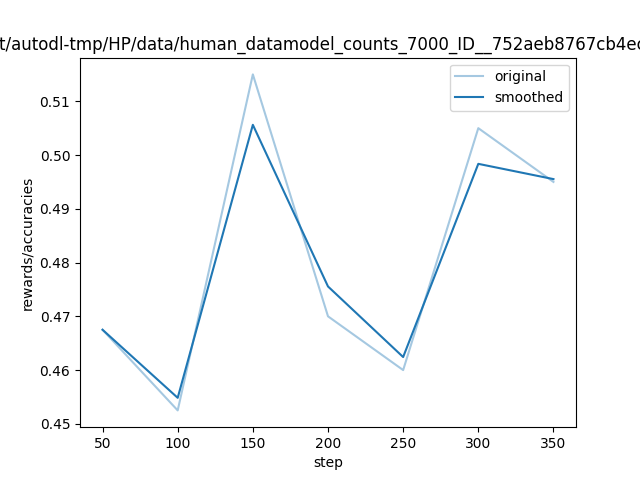 t/autodl-tmp/HP/data/human_datamodel_counts_7000_ID__752aeb8767cb4e
original
smoothed
rewards/accuracies
0.51
0.50
0.49
0.48
0.47
0.46
0.45
50 100 150 200 250 300 350
step